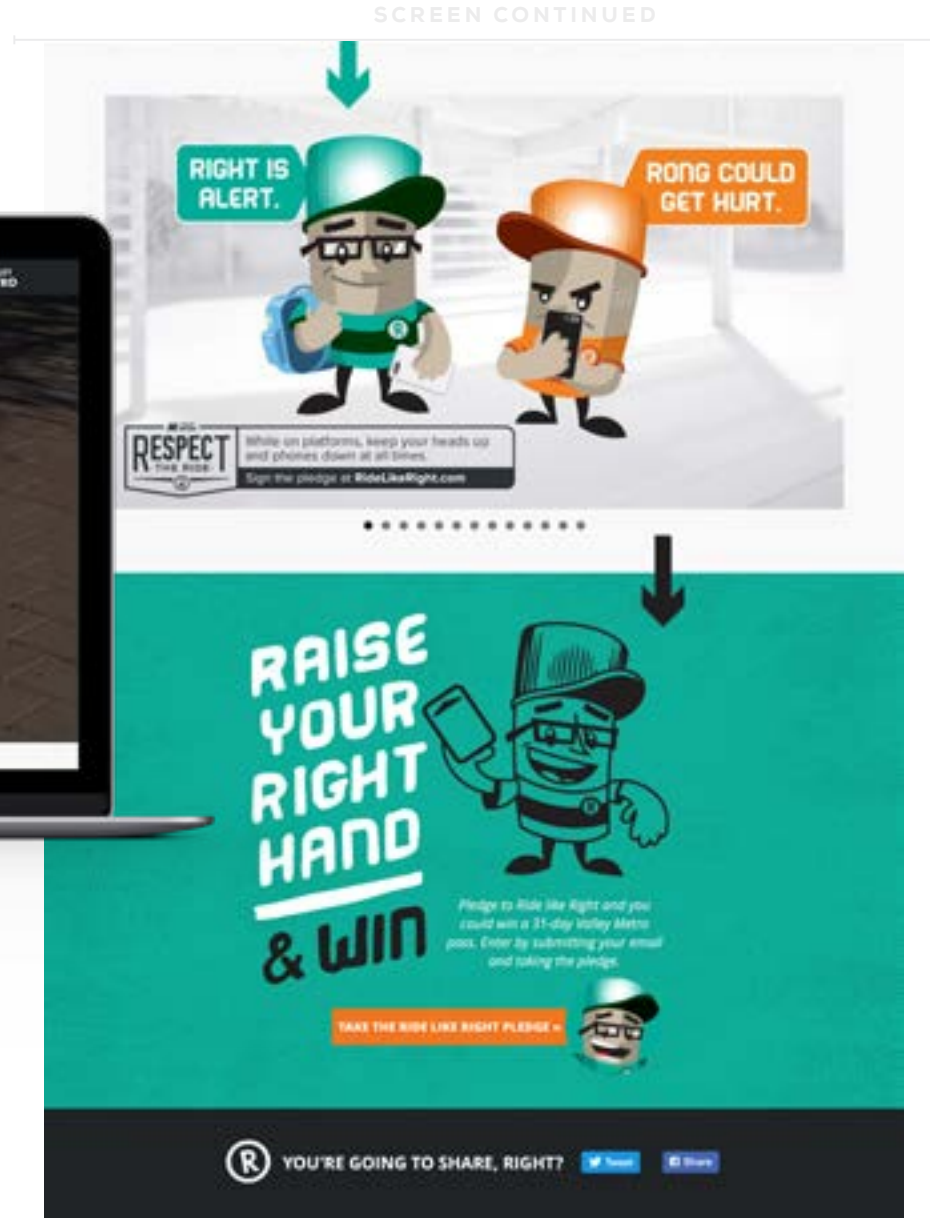 SCREEN CONTINUED
RIGHT IS
ALERT.
RONG COULD
GET HURT.
RESPECT
THE RIDE
While on platforms, keep your heads up
and phones down at all times.
Sign the pledge at RideLikeRight.com
RAISE
YOUR
RIGHT
HAND
& WIN
Pledge to Ride like Right and you
could win a 31-day Valley Metro
pass. Enter by submitting your email
and taking the pledge.
TAKE THE RIDE LIKE RIGHT PLEDGE »
R YOU'RE GOING TO SHARE, RIGHT? Tweet Share